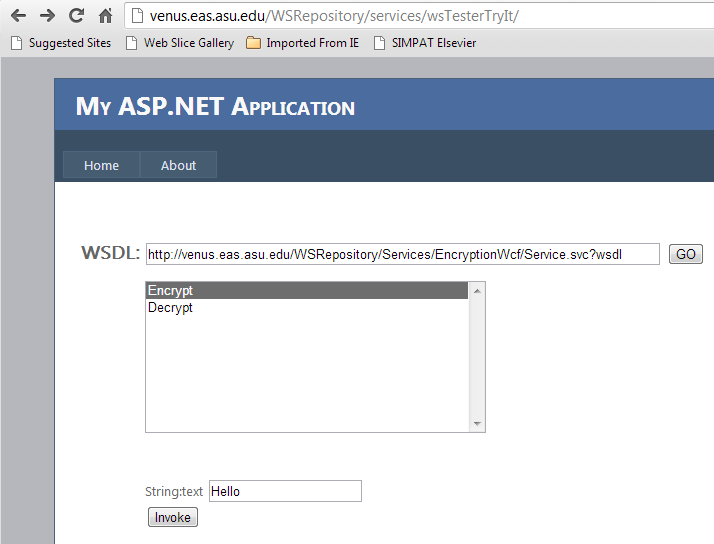 venus.eas.asu.edu/WSRepository/services/wsTesterTryIt/
Suggested Sites Web Slice Gallery Imported From IE SIMPAT Elsevier
My ASP.NET Application
Home About
WSDL: http://venus.eas.asu.edu/WSRepository/Services/EncryptionWcf/Service.svc?wsdl GO
Encrypt
Decrypt
String:text Hello
Invoke